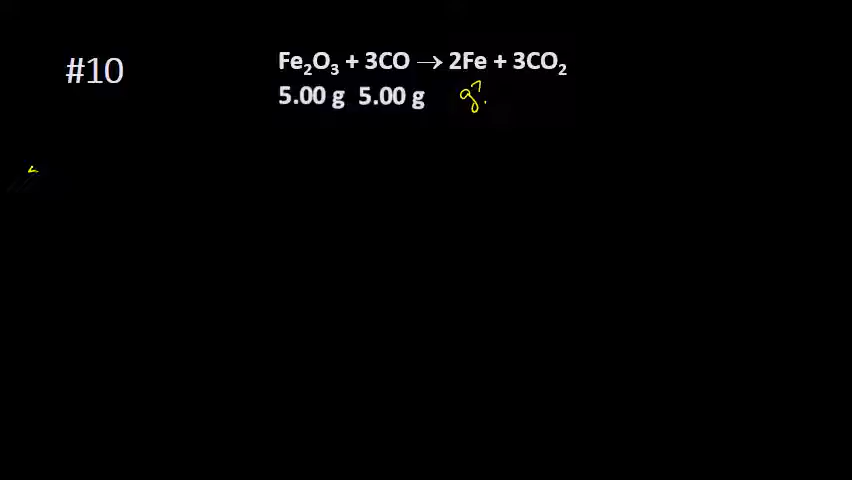 #10
Fe₂O₃ + 3CO → 2Fe + 3CO₂
5.00 g 5.00 g g?